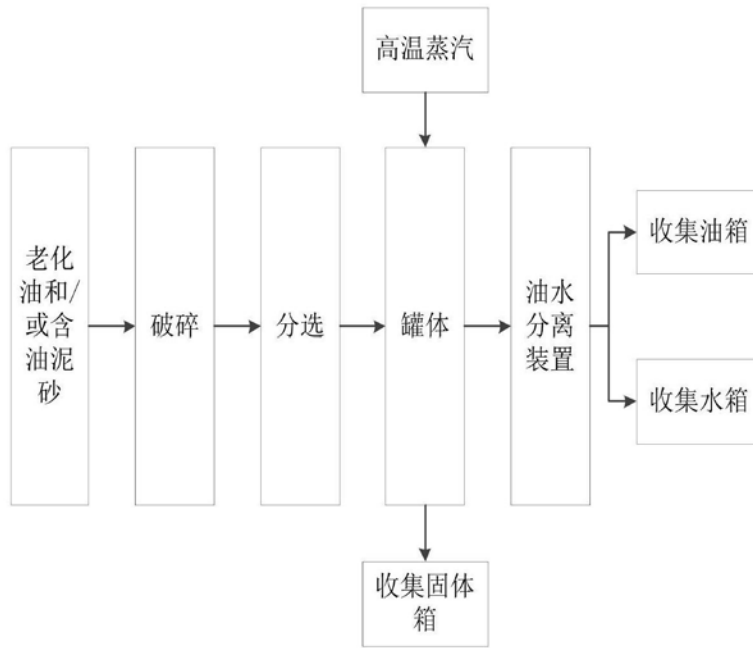 高温蒸汽
老化
油和/
或含
油泥
砂
破碎
分选
罐体
油水
分离
装置
收集油箱
收集水箱
收集固体
箱